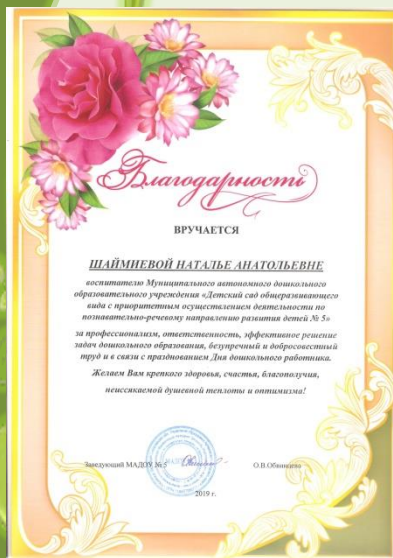 Благодарность
ВРУЧАЕТСЯ
ШАЙМИЕВОЙ НАТАЛЬЕ АНАТОЛЬЕВНЕ
воспитателю Муниципального автономного дошкольного
образовательного учреждения «Детский сад общеразвивающего
вида с приоритетным осуществлением деятельности по
познавательно-речевому направлению развития детей № 5»
за профессионализм, ответственность, эффективное решение
задач дошкольного образования, безупречный и добросовестный
труд и в связи с празднованием Дня дошкольного работника.
Желаем Вам крепкого здоровья, счастья, благополучия,
неиссякаемой душевной теплоты и оптимизма!
Заведующий МАДОУ №5 О.В.Обвинцева
2019 г.